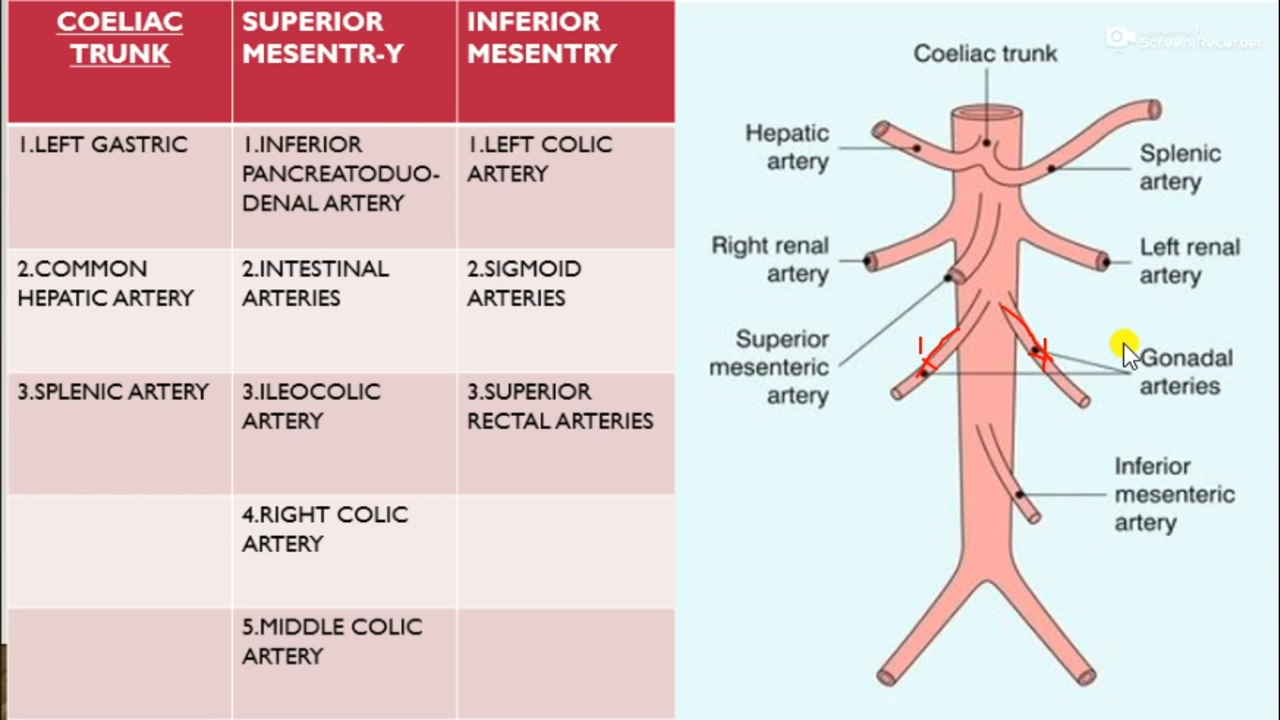 COELIAC
TRUNK
SUPERIOR
MESENTR-Y
INFERIOR
MESENTRY
1.LEFT GASTRIC
1.INFERIOR
PANCREATODUO-
DENAL ARTERY
1.LEFT COLIC
ARTERY
2.COMMON
HEPATIC ARTERY
2.INTESTINAL
ARTERIES
2.SIGMOID
ARTERIES
3.SPLENIC ARTERY
3.ILEOCOLIC
ARTERY
3.SUPERIOR
RECTAL ARTERIES
4.RIGHT COLIC
ARTERY
5.MIDDLE COLIC
ARTERY
Screen Recorder
Coeliac trunk
Hepatic
artery
Splenic
artery
Right renal
artery
Left renal
artery
Superior
mesenteric
artery
Gonadal
arteries
Inferior
mesenteric
artery